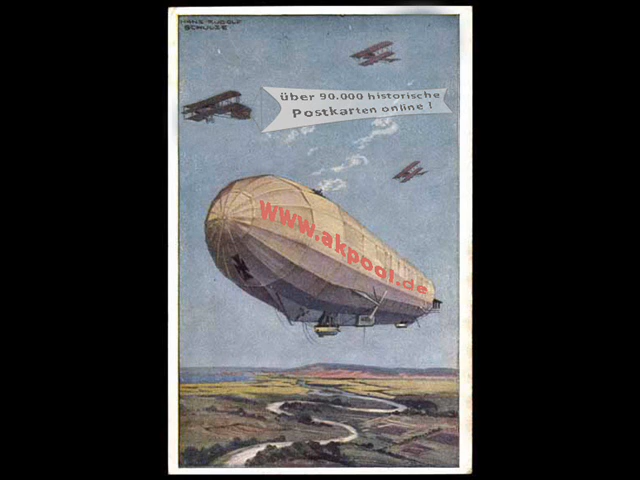 HANS RUDOLF
SCHULZE
über 90.000 historische
Postkarten online !
www.akpool.de